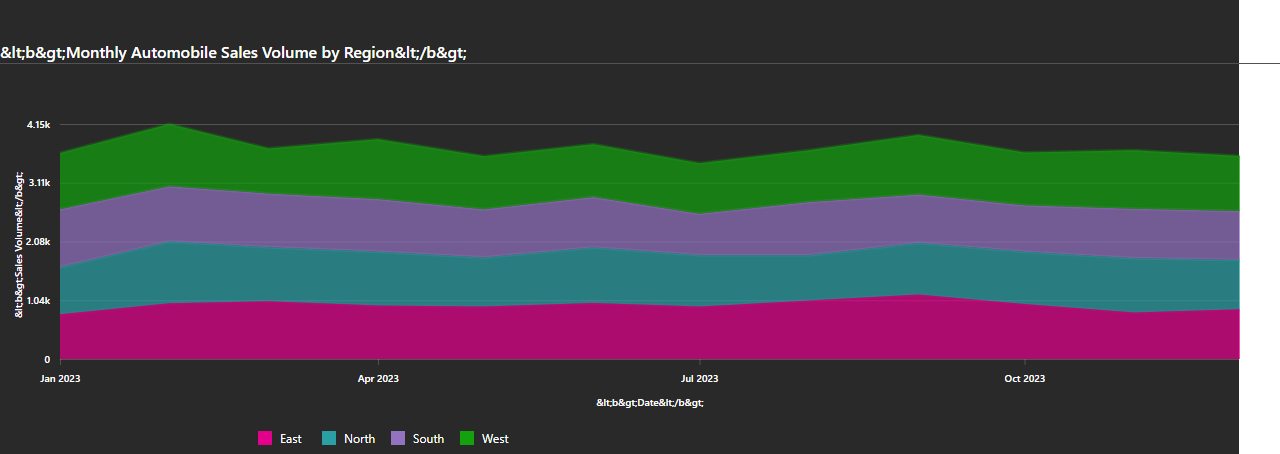 &lt;b&gt;Monthly Automobile Sales Volume by Region&lt;/b&gt;
4.15k
3.11k
2.08k
1.04k
0
&lt;b&gt;Sales Volume&lt;/b&gt;
Jan 2023 Apr 2023 Jul 2023 Oct 2023
&lt;b&gt;Date&lt;/b&gt;
East North South West